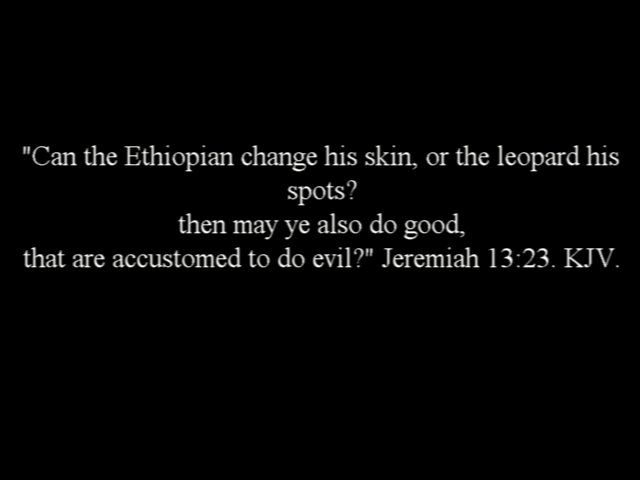 "Can the Ethiopian change his skin, or the leopard his
spots?
then may ye also do good,
that are accustomed to do evil?" Jeremiah 13:23. KJV.